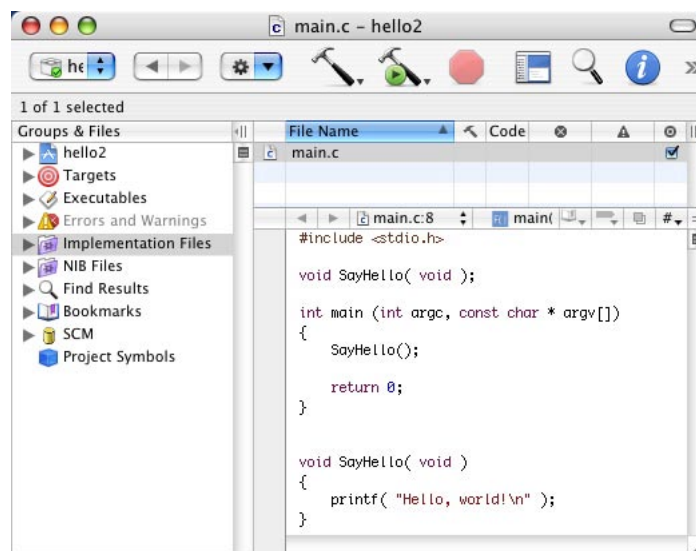 main.c – hello2
he
1 of 1 selected
Groups & Files
hello2
Targets
Executables
Errors and Warnings
Implementation Files
NIB Files
Find Results
Bookmarks
SCM
Project Symbols
File Name Code
main.c
main.c:8 main( #
#include <stdio.h>
void SayHello( void );
int main (int argc, const char * argv[])
{
SayHello();
return 0;
}
void SayHello( void )
{
printf( "Hello, world!\n" );
}